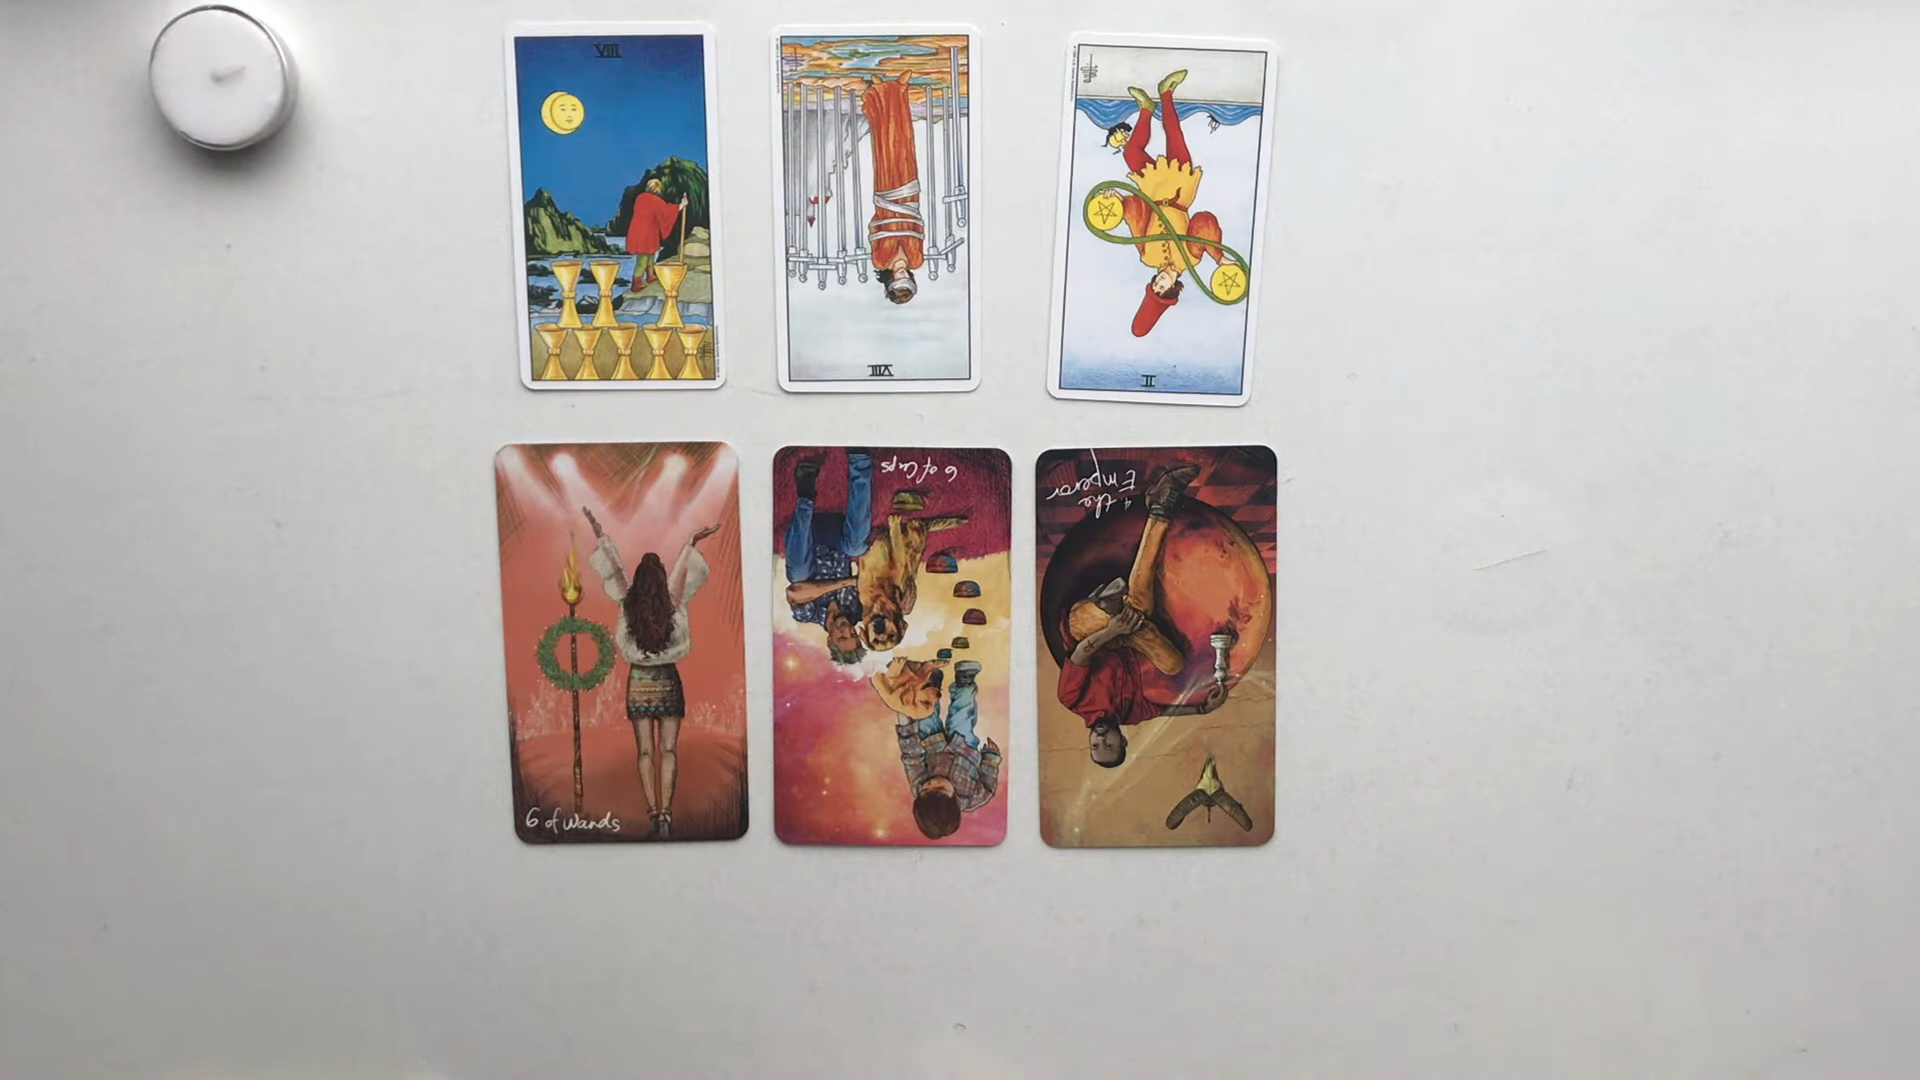 VIII
VIII
II
6 of Cups
4 the
Emperor
6 of Wands